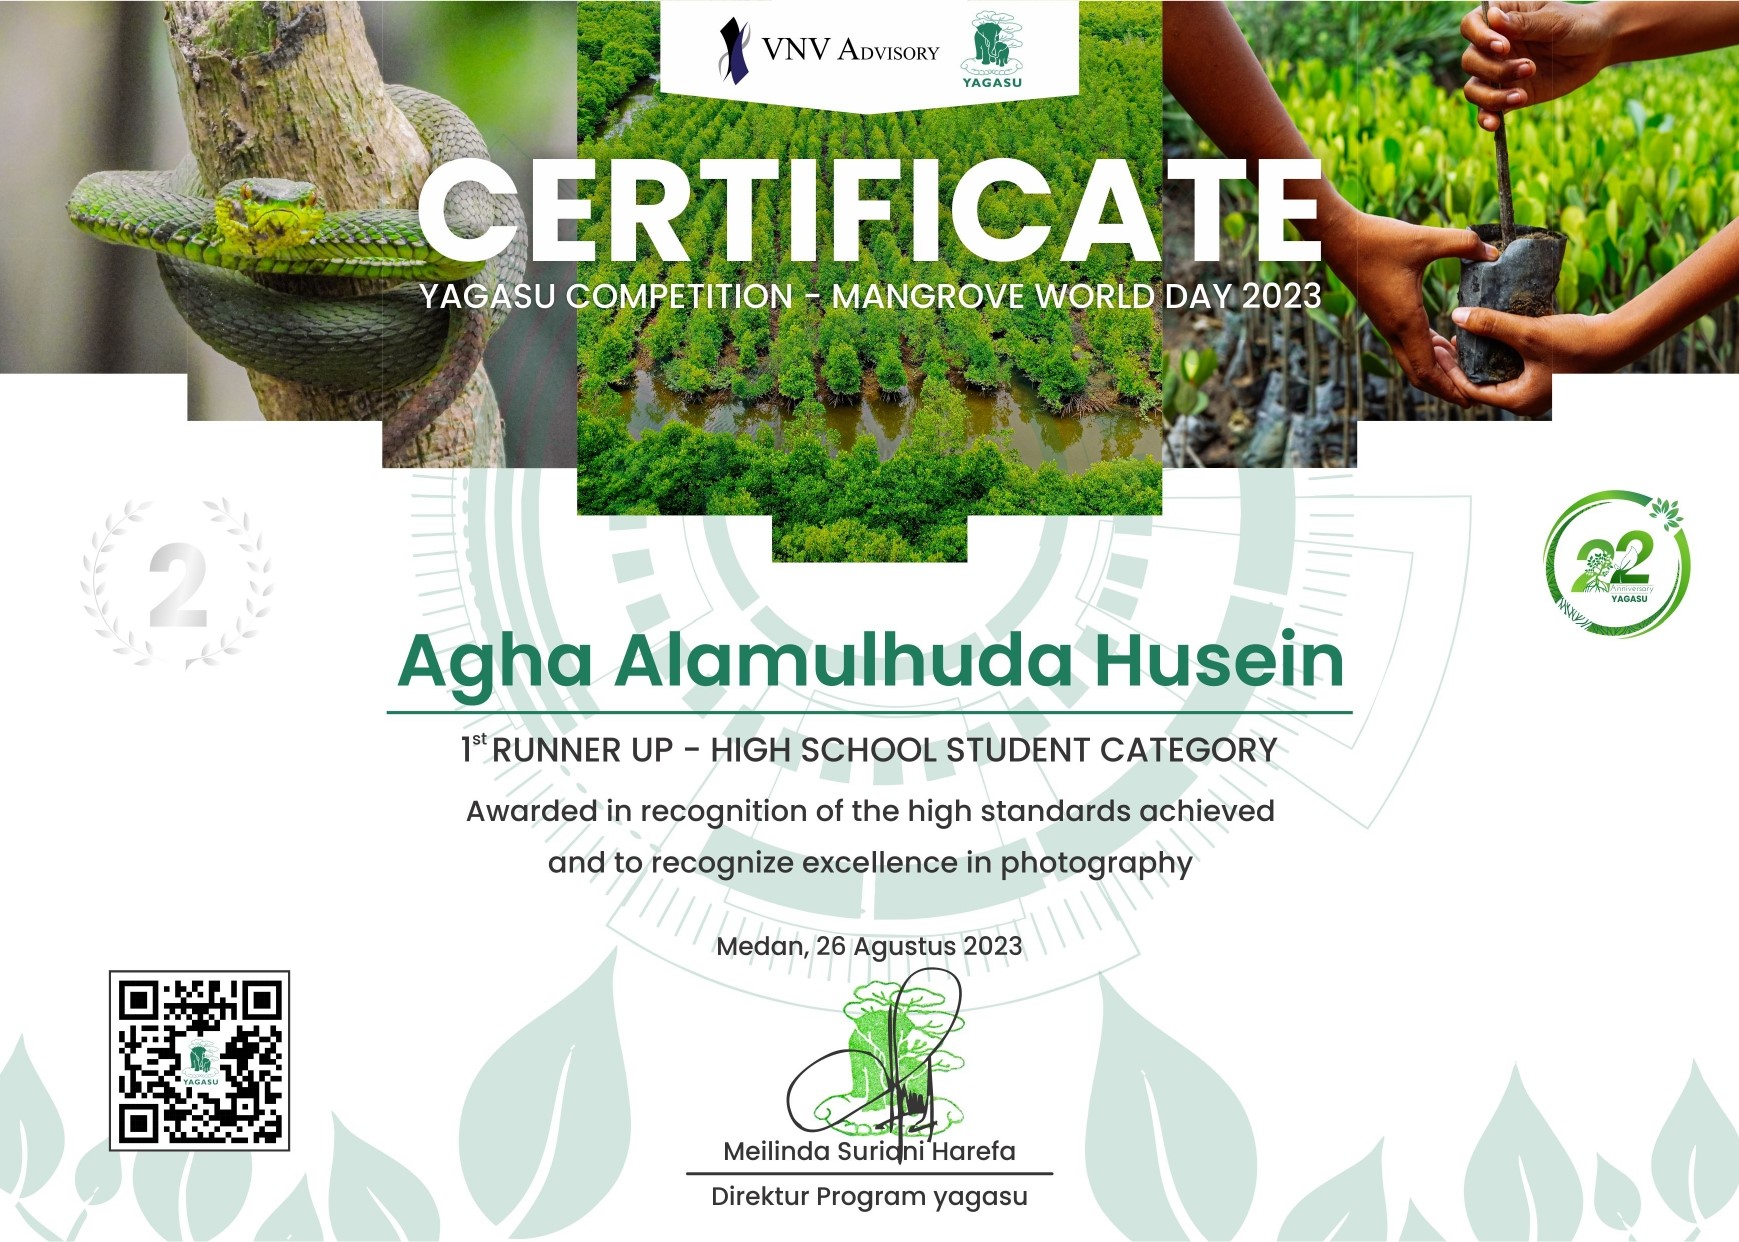 VNV ADVISORY
YAGASU
CERTIFICATE
YAGASU COMPETITION - MANGROVE WORLD DAY 2023
2
22
Anniversary
YAGASU
Agha Alamulhuda Husein
1st RUNNER UP - HIGH SCHOOL STUDENT CATEGORY
Awarded in recognition of the high standards achieved
and to recognize excellence in photography
Medan, 26 Agustus 2023
YAGASU
Meilinda Suriani Harefa
Direktur Program yagasu